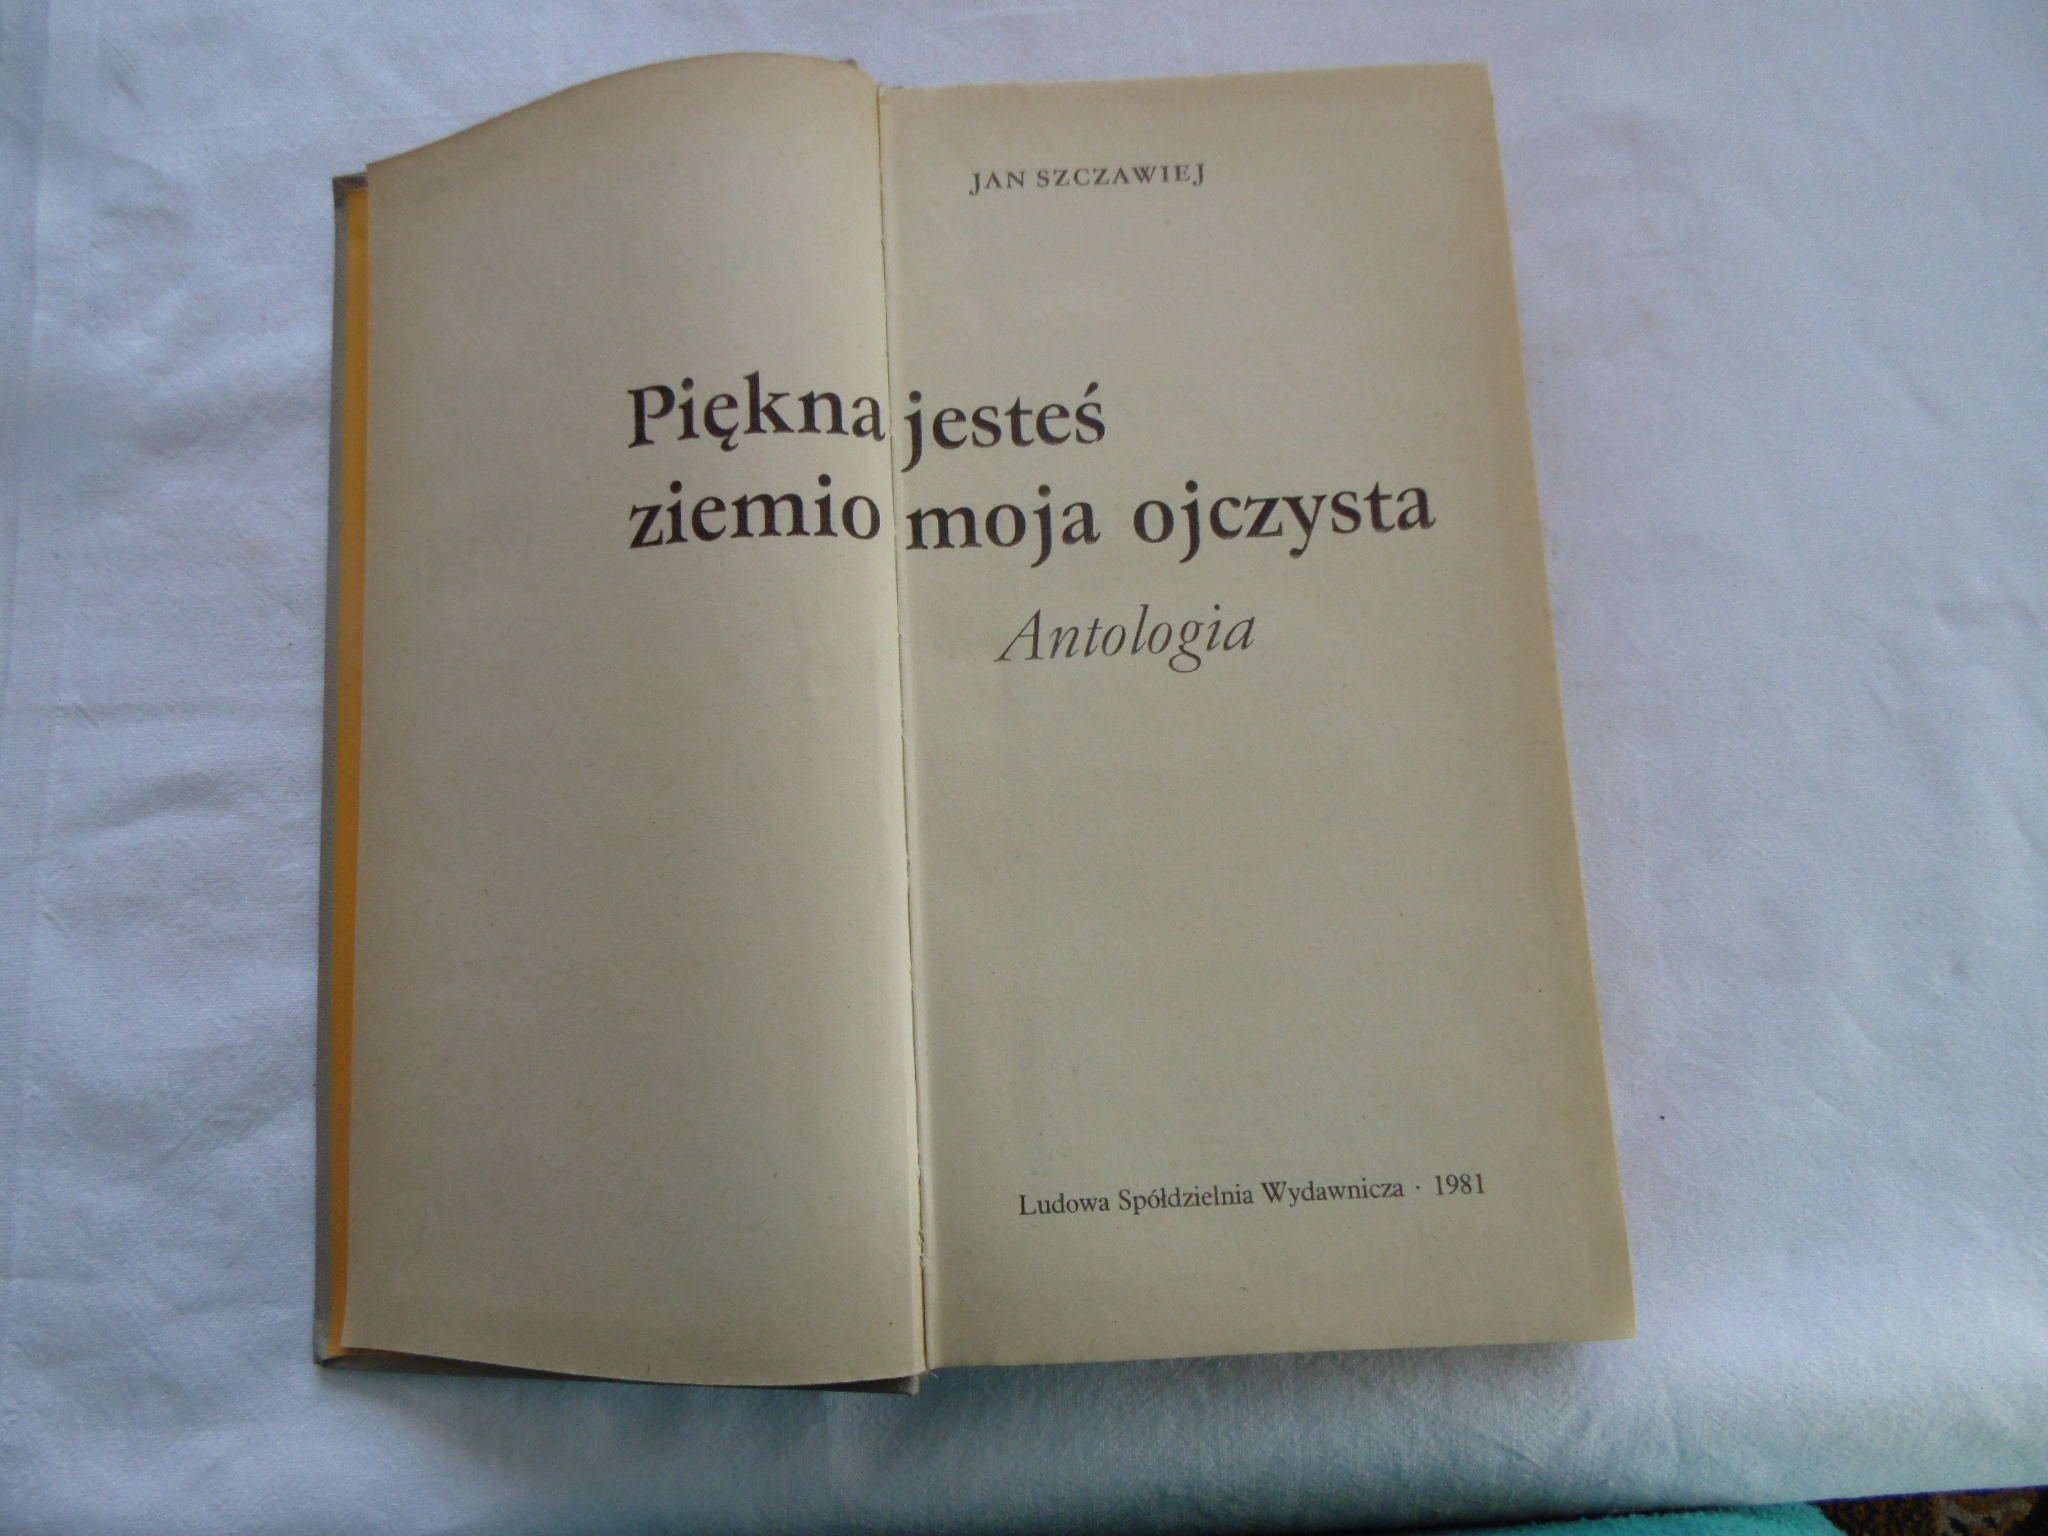 JAN SZCZAWIEJ
Piękna jesteś
ziemio moja ojczysta
Antologia
Ludowa Spółdzielnia Wydawnicza · 1981